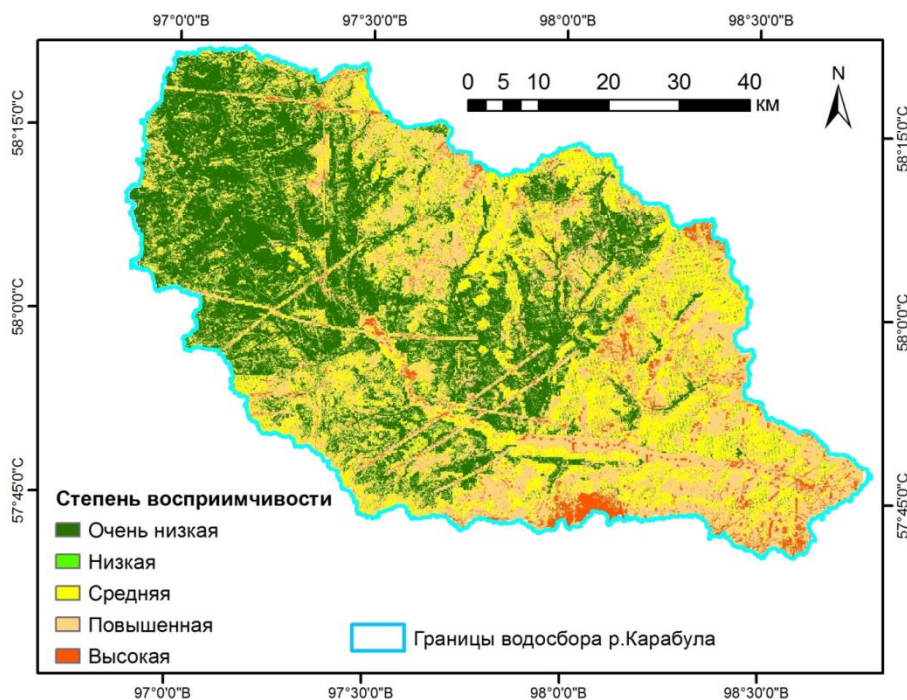 97°0'0"В 97°30'0"В 98°0'0"В 98°30'0"В
0 5 10 20 30 40
КМ
N
58°15'0"С
58°15'0"С
58°0'0"С
58°0'0"С
57°45'0"С
57°45'0"С
Степень восприимчивости
Очень низкая
Низкая
Средняя
Повышенная
Высокая
Границы водосбора р.Карабула
97°0'0"В 97°30'0"В 98°0'0"В 98°30'0"В